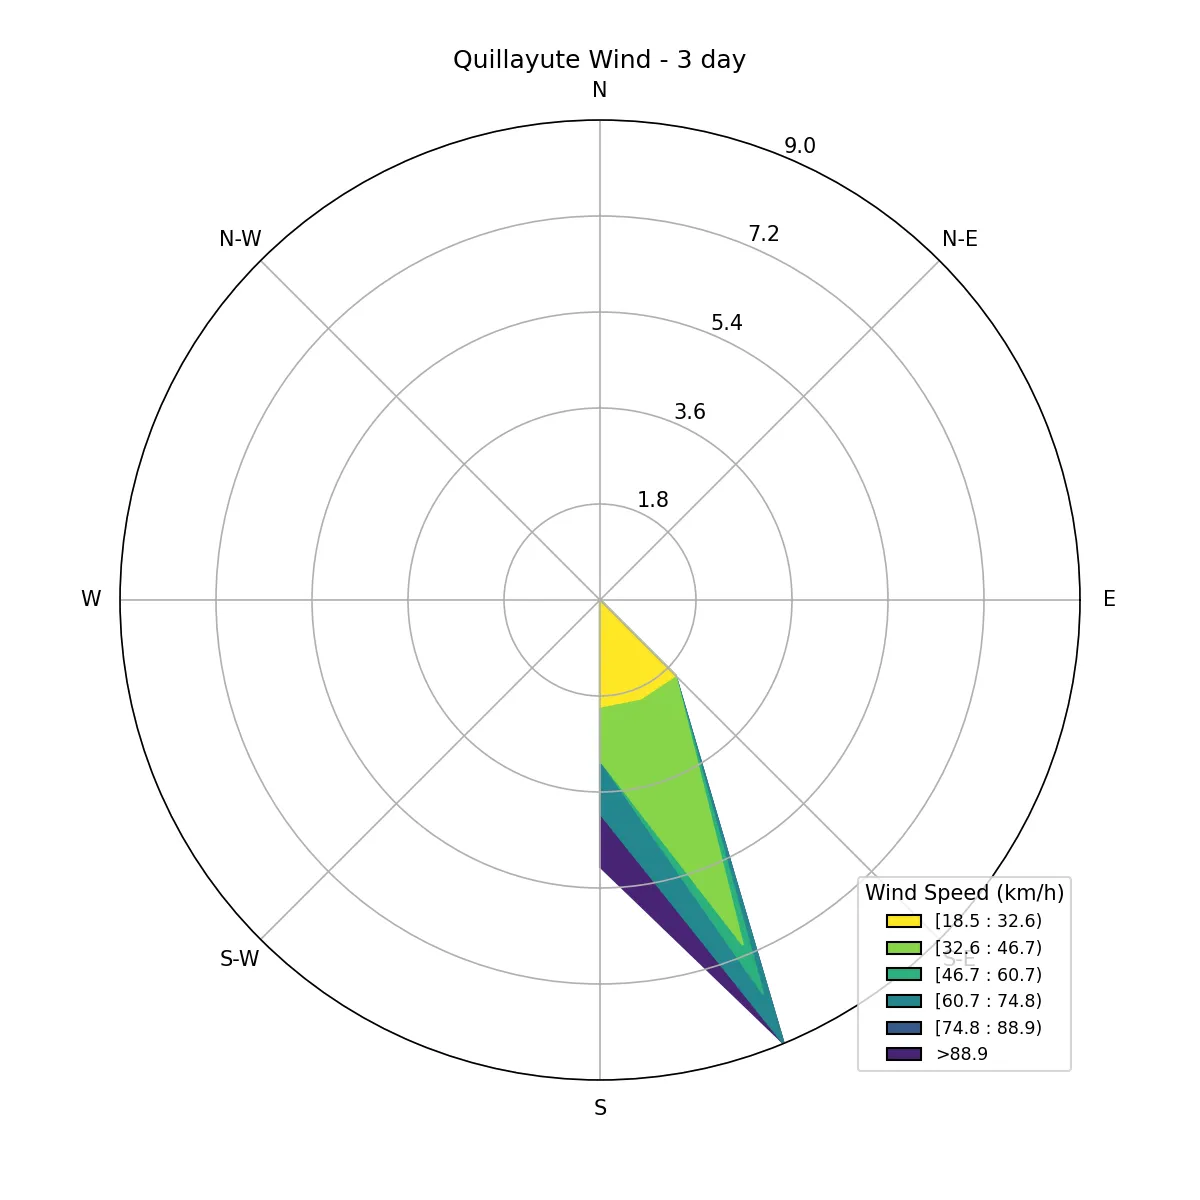 Quillayute Wind - 3 day
N
9.0
N-W
7.2
N-E
5.4
3.6
1.8
W
E
Wind Speed (km/h)
[18.5 : 32.6)
[32.6 : 46.7)
S-W
S-E
[46.7 : 60.7)
[60.7 : 74.8)
[74.8 : 88.9)
>88.9
S